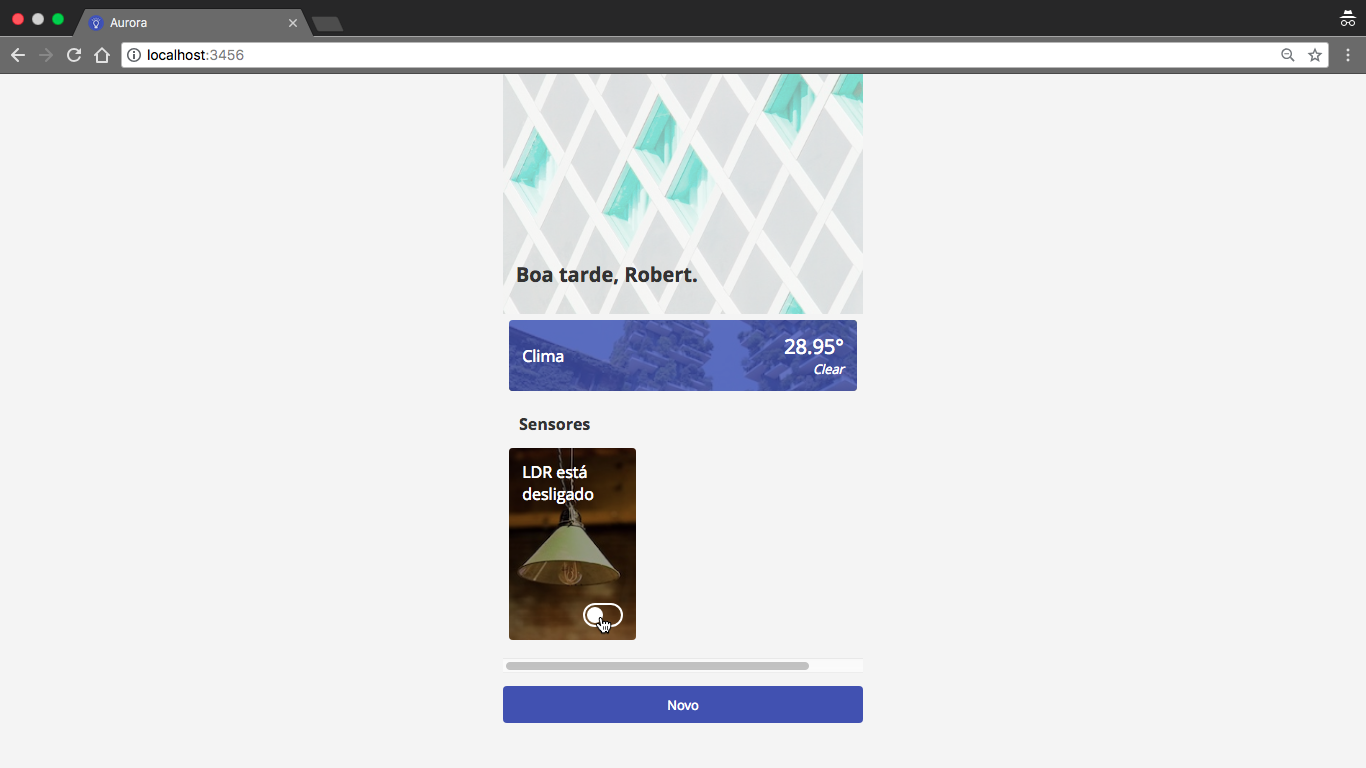 Aurora
localhost:3456
Boa tarde, Robert.
Clima
28.95°
Clear
Sensores
LDR está
desligado
Novo